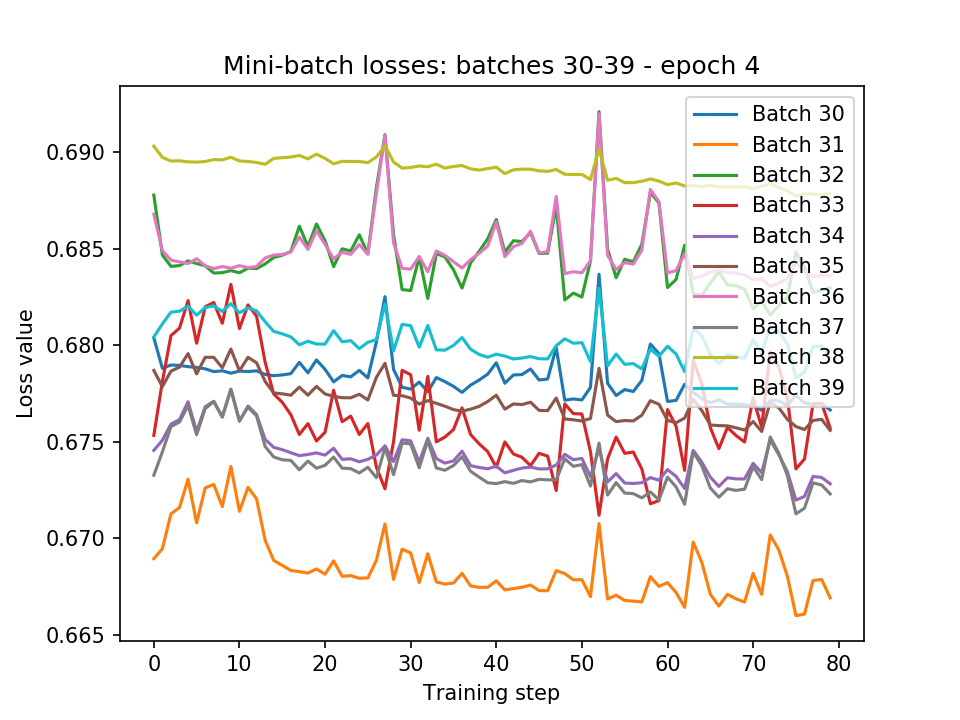 Mini-batch losses: batches 30-39 - epoch 4
Loss value
0.690
0.685
0.680
0.675
0.670
0.665
Batch 30
Batch 31
Batch 32
Batch 33
Batch 34
Batch 35
Batch 36
Batch 37
Batch 38
Batch 39
0 10 20 30 40 50 60 70 80
Training step